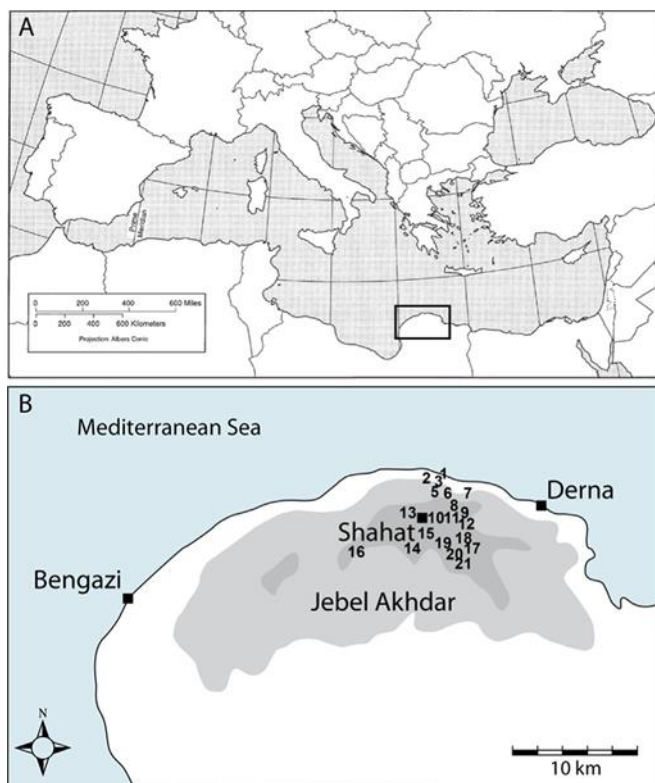 A
Prime
Meridian
0 200 400 600 Miles
0 200 400 600 Kilometers
Projection: Albers Conic
B
Mediterranean Sea
1
2
3
5
6
7
Derna
8
9
13
10
11
12
Shahat
15
18
16
14
19
17
20
21
Bengazi
Jebel Akhdar
N
10 km